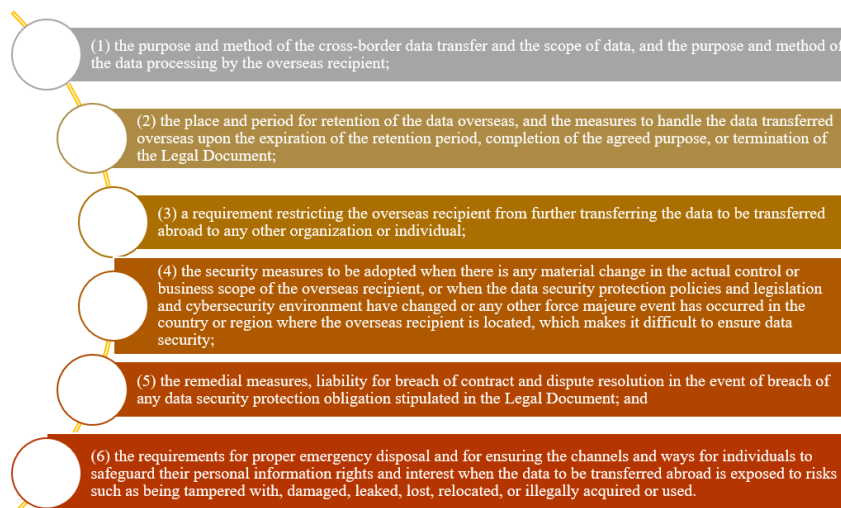 (1) the purpose and method of the cross-border data transfer and the scope of data, and the purpose and method of
the data processing by the overseas recipient;
(2) the place and period for retention of the data overseas, and the measures to handle the data transferred
overseas upon the expiration of the retention period, completion of the agreed purpose, or termination of
the Legal Document;
(3) a requirement restricting the overseas recipient from further transferring the data to be transferred
abroad to any other organization or individual;
(4) the security measures to be adopted when there is any material change in the actual control or
business scope of the overseas recipient, or when the data security protection policies and legislation
and cybersecurity environment have changed or any other force majeure event has occurred in the
country or region where the overseas recipient is located, which makes it difficult to ensure data
security;
(5) the remedial measures, liability for breach of contract and dispute resolution in the event of breach of
any data security protection obligation stipulated in the Legal Document; and
(6) the requirements for proper emergency disposal and for ensuring the channels and ways for individuals to
safeguard their personal information rights and interest when the data to be transferred abroad is exposed to risks
such as being tampered with, damaged, leaked, lost, relocated, or illegally acquired or used.